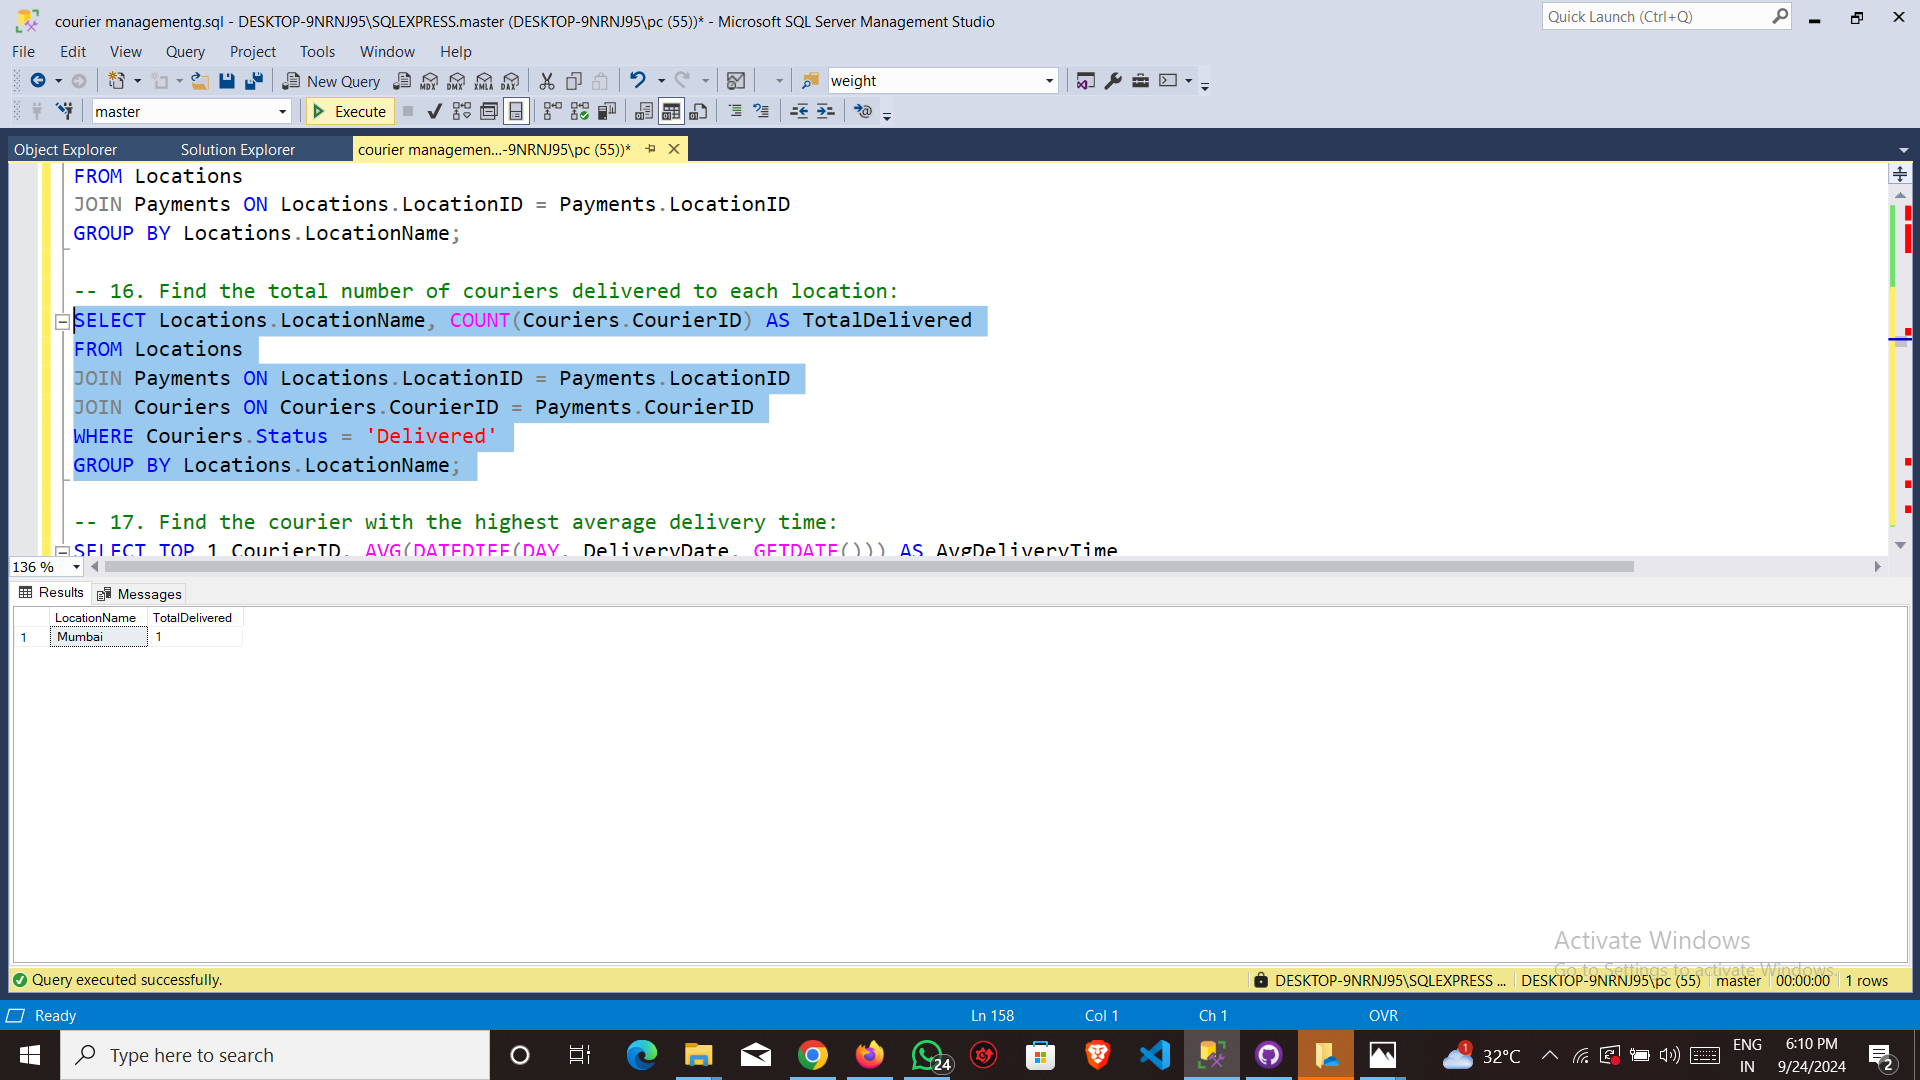 courier managementg.sql - DESKTOP-9NRNJ95\SQLEXPRESS.master (DESKTOP-9NRNJ95\pc (55))* - Microsoft SQL Server Management Studio
Quick Launch (Ctrl+Q)
File Edit View Query Project Tools Window Help
New Query
MDX DMX XMLA DAX
weight
master
Execute
Object Explorer Solution Explorer courier managemen...-9NRNJ95\pc (55))*
FROM Locations
JOIN Payments ON Locations.LocationID = Payments.LocationID
GROUP BY Locations.LocationName;
-- 16. Find the total number of couriers delivered to each location:
SELECT Locations.LocationName, COUNT(Couriers.CourierID) AS TotalDelivered
FROM Locations
JOIN Payments ON Locations.LocationID = Payments.LocationID
JOIN Couriers ON Couriers.CourierID = Payments.CourierID
WHERE Couriers.Status = 'Delivered'
GROUP BY Locations.LocationName;
-- 17. Find the courier with the highest average delivery time:
SELECT TOP 1 CourierID, AVG(DATEDIFF(DAY, DeliveryDate, GETDATE())) AS AvgDeliveryTime
136 %
Results Messages
LocationName TotalDelivered
1 Mumbai 1
Activate Windows
Go to Settings to activate Windows.
Query executed successfully.
DESKTOP-9NRNJ95\SQLEXPRESS ... DESKTOP-9NRNJ95\pc (55) master 00:00:00 1 rows
Ready Ln 158 Col 1 Ch 1 OVR
Type here to search
24
1
32°C
ENG
IN
6:10 PM
9/24/2024
2